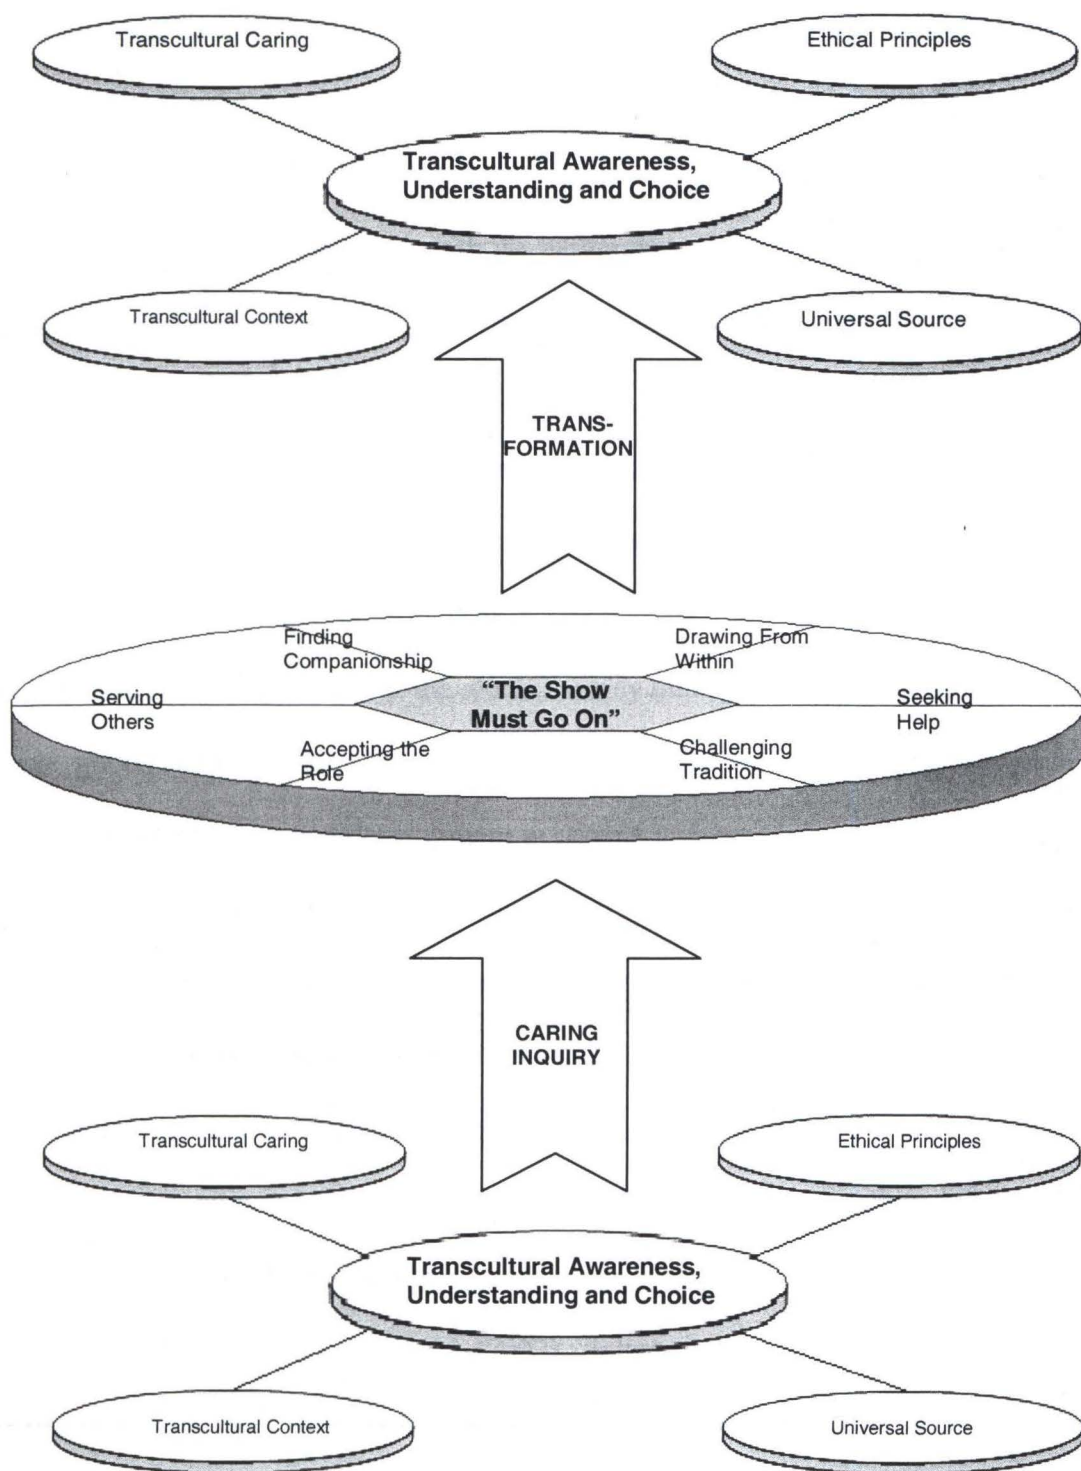 Transcultural Caring
Ethical Principles
Transcultural Awareness,
Understanding and Choice
Transcultural Context
Universal Source
TRANS-
FORMATION
Finding
Companionship
Drawing From
Within
Serving
Others
"The Show
Must Go On"
Seeking
Help
Accepting the
Role
Challenging
Tradition
CARING
INQUIRY
Transcultural Caring
Ethical Principles
Transcultural Awareness,
Understanding and Choice
Transcultural Context
Universal Source